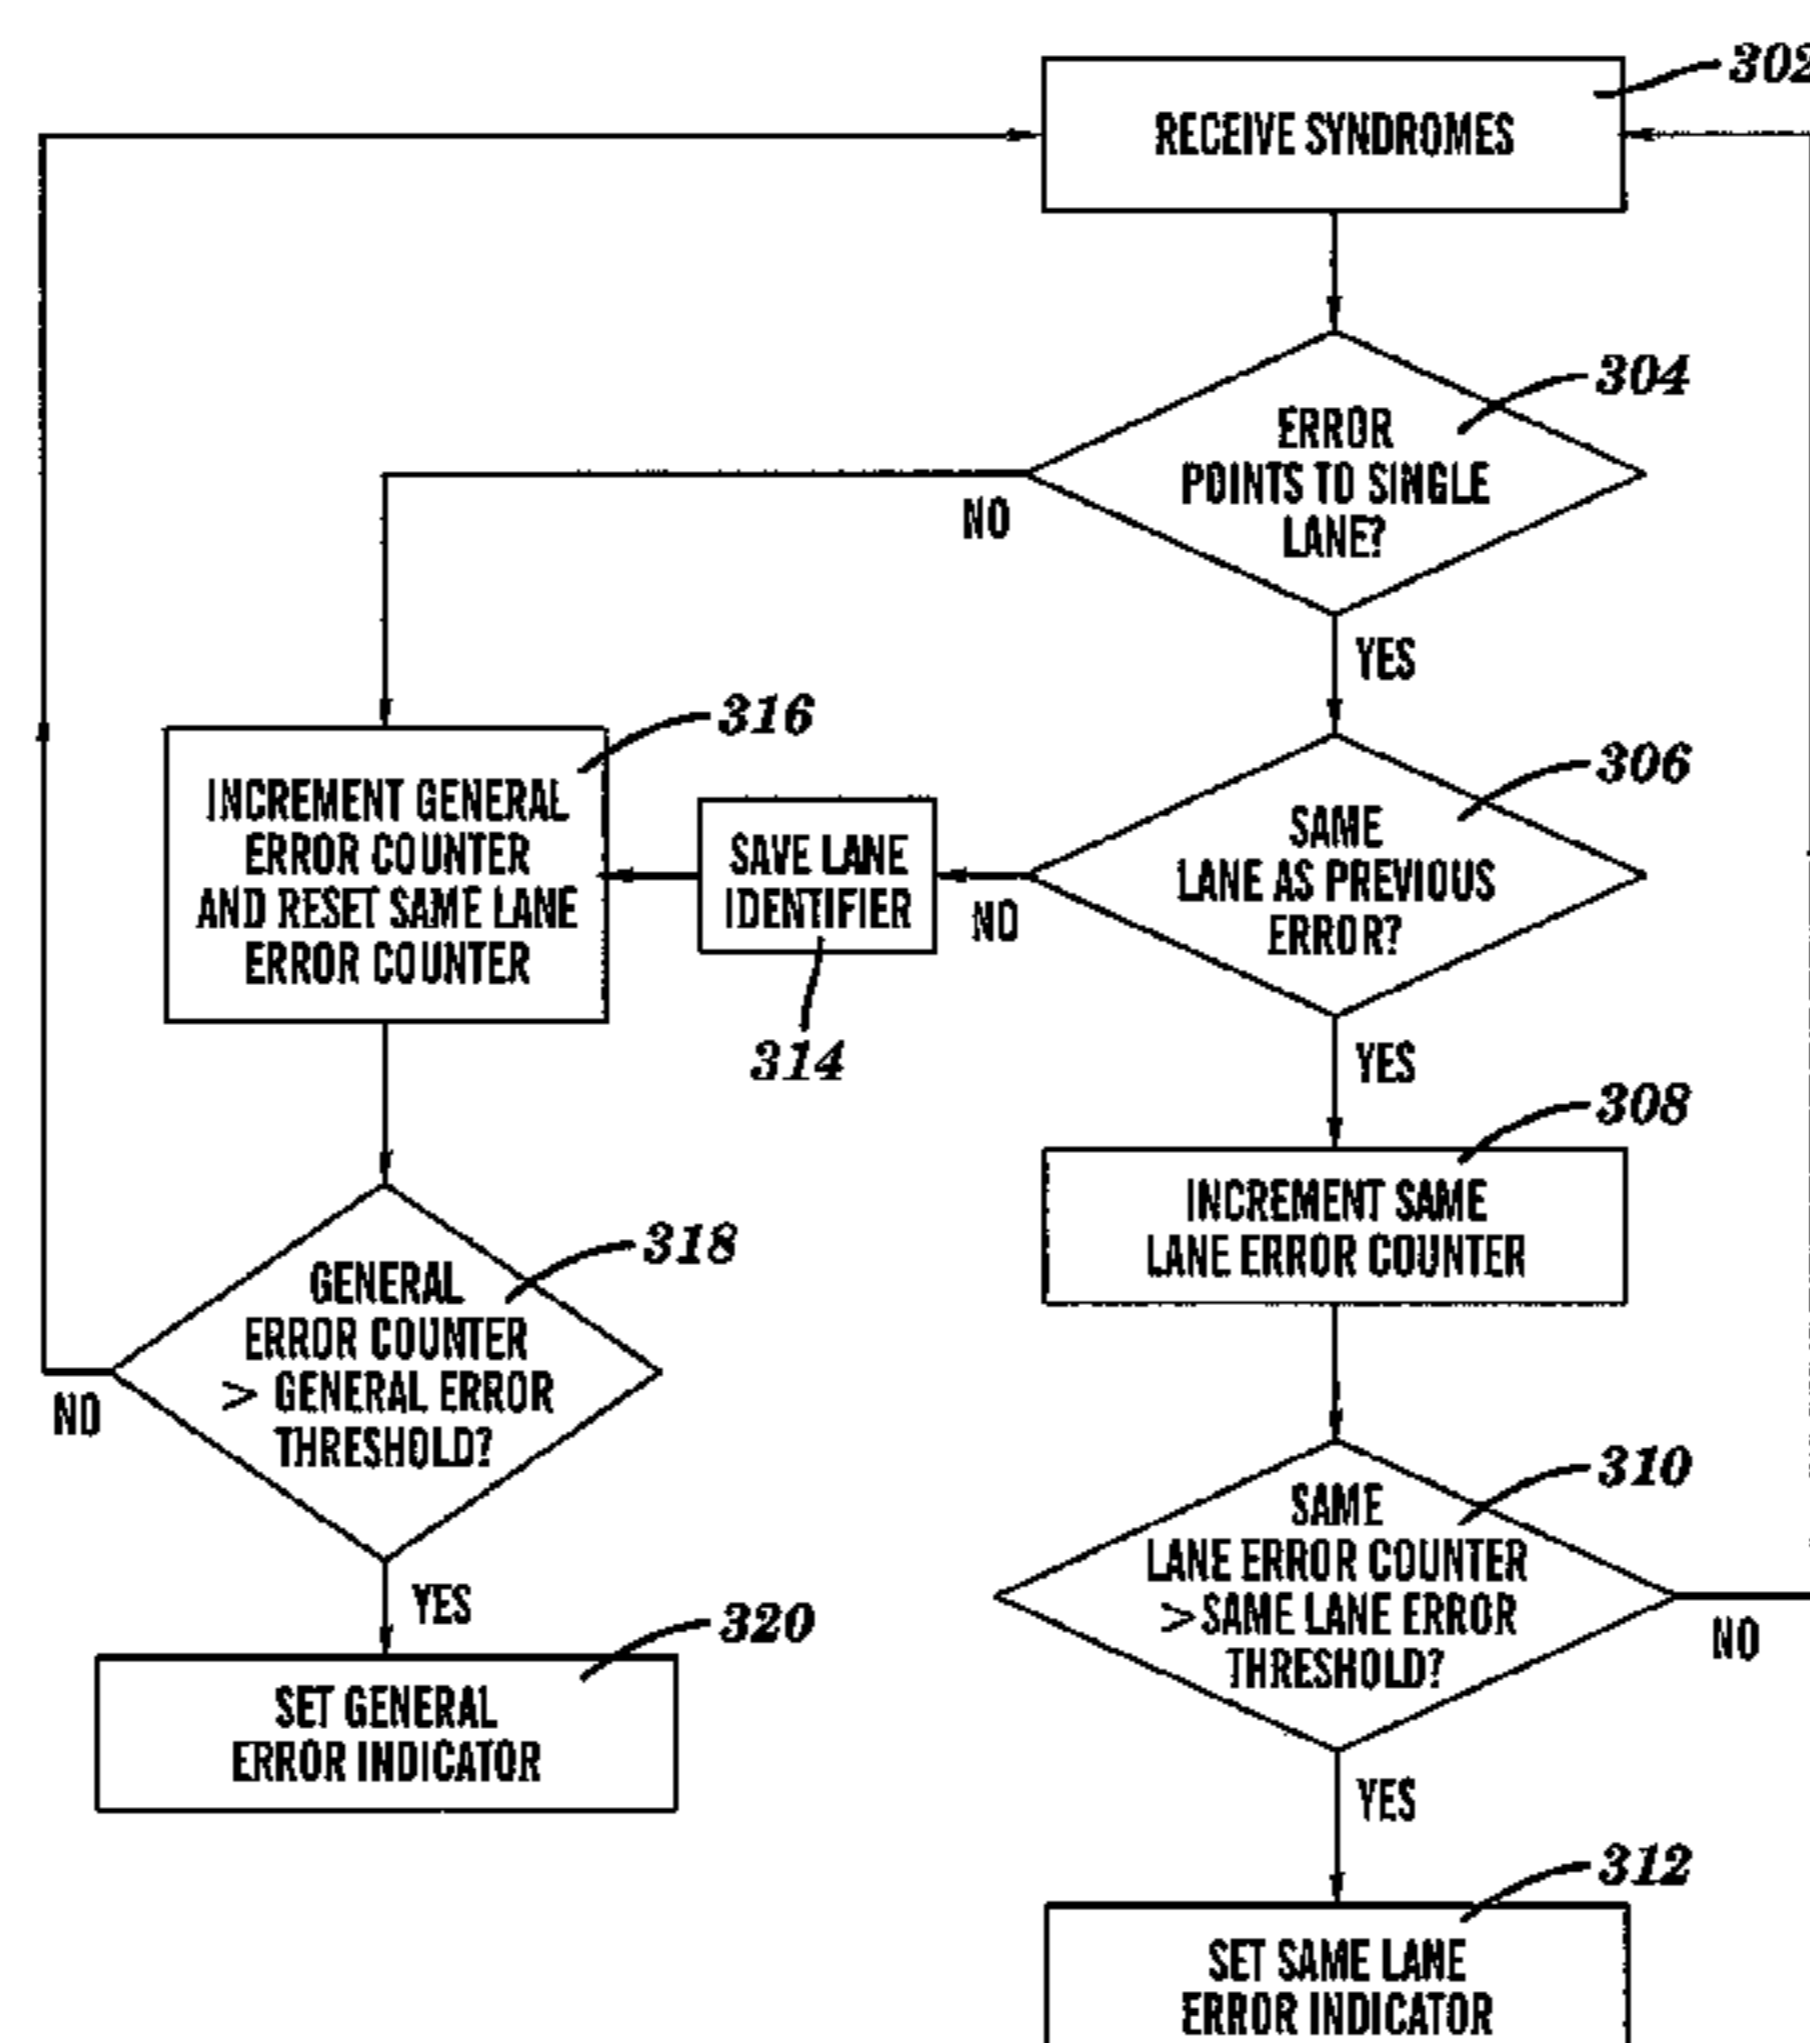 302
RECEIVE SYNDROMES
304
ERROR
POINTS TO SINGLE
LANE?
NO
YES
316
INCREMENT GENERAL
ERROR COUNTER
AND RESET SAME LANE
ERROR COUNTER
SAVE LANE
IDENTIFIER
314
NO
306
SAME
LANE AS PREVIOUS
ERROR?
YES
308
INCREMENT SAME
LANE ERROR COUNTER
318
GENERAL
ERROR COUNTER
> GENERAL ERROR
THRESHOLD?
NO
YES
320
SET GENERAL
ERROR INDICATOR
310
SAME
LANE ERROR COUNTER
>SAME LANE ERROR
THRESHOLD?
NO
YES
312
SET SAME LANE
ERROR INDICATOR